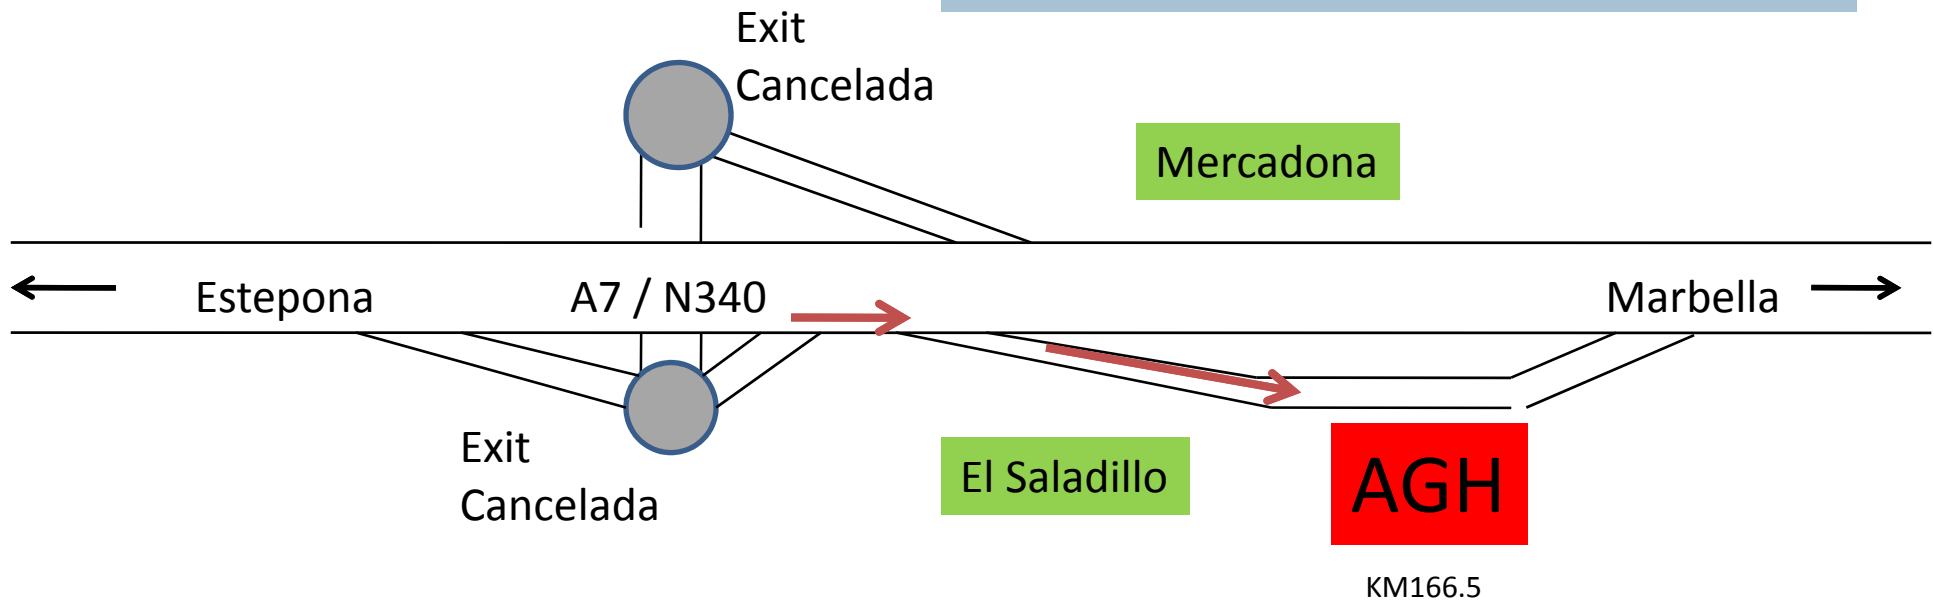 Exit
Cancelada
Mercadona
Estepona
A7 / N340
Marbella
Exit
Cancelada
El Saladillo
AGH
KM166.5